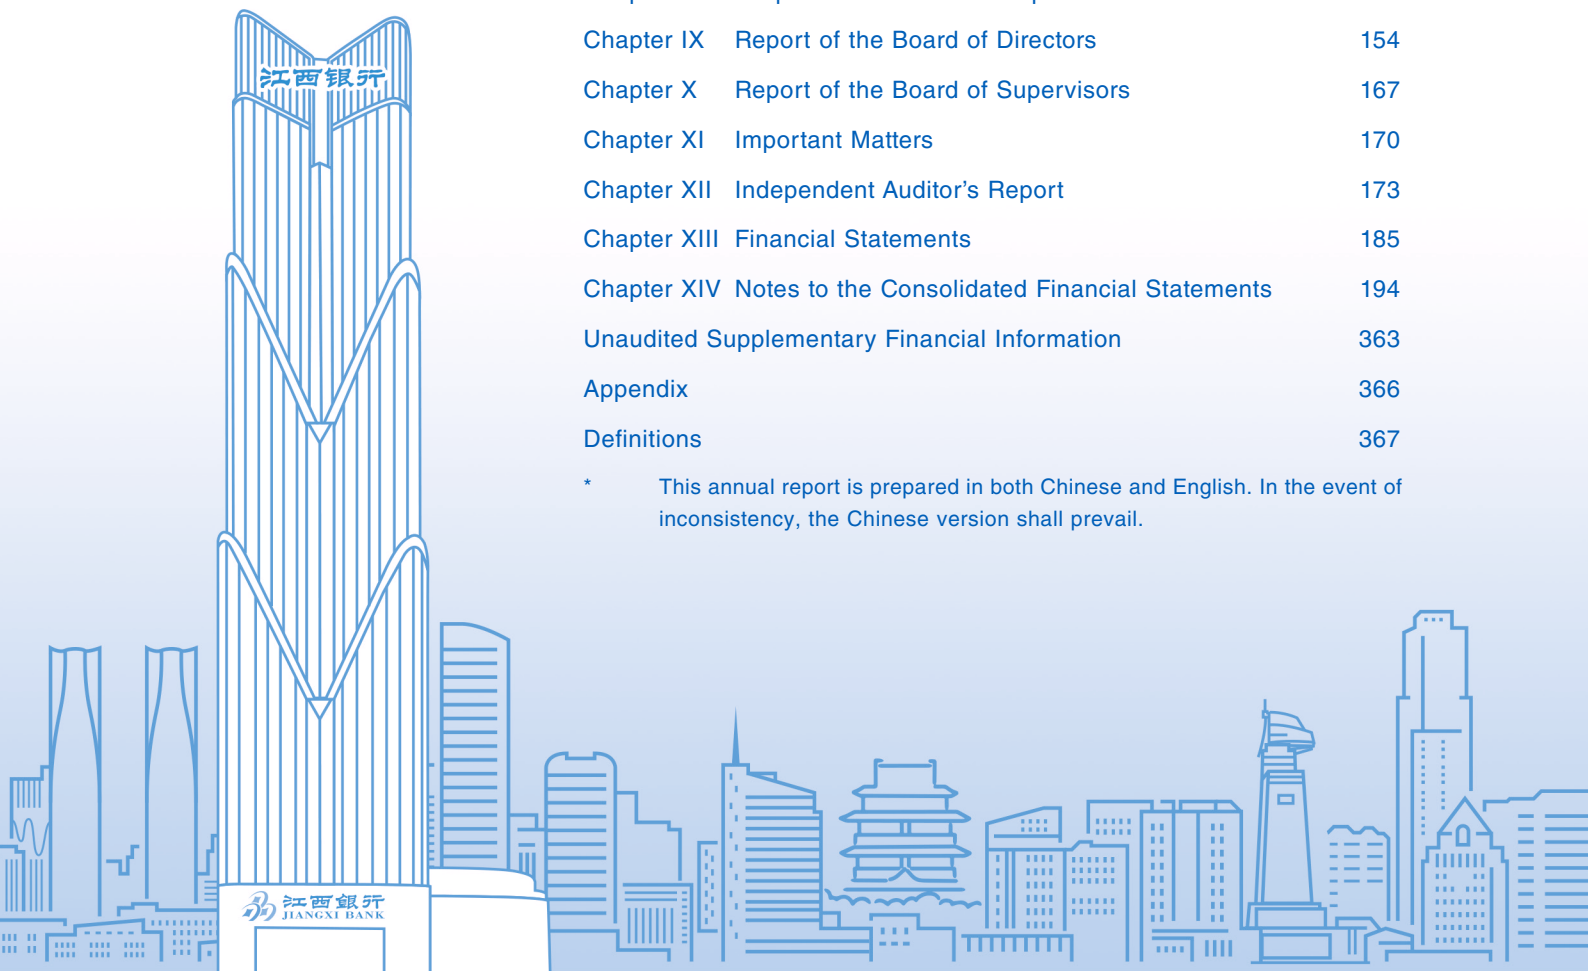 江西银行
Chapter IX Report of the Board of Directors 154
Chapter X Report of the Board of Supervisors 167
Chapter XI Important Matters 170
Chapter XII Independent Auditor’s Report 173
Chapter XIII Financial Statements 185
Chapter XIV Notes to the Consolidated Financial Statements 194
Unaudited Supplementary Financial Information 363
Appendix 366
Definitions 367
* This annual report is prepared in both Chinese and English. In the event of
inconsistency, the Chinese version shall prevail.
江西银行
JIANGXI BANK